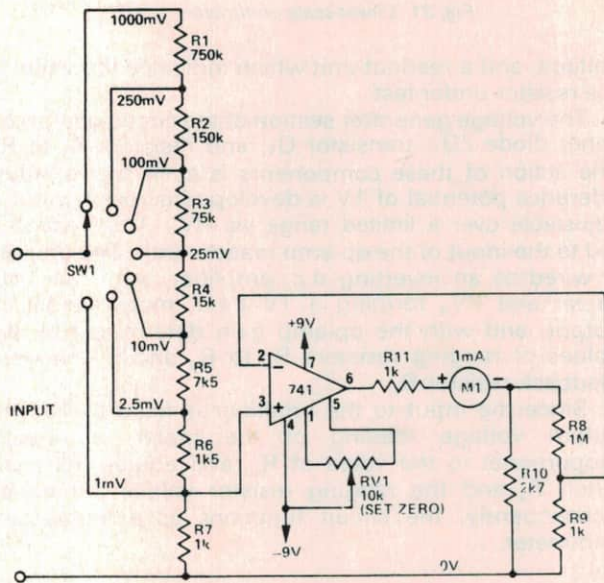 1000mV
R1
750k
250mV
R2
150k
100mV
R3
75k
SW1
25mV
R4
15k
10mV
R5
7k5
INPUT
2.5mV
R6
1k5
1mV
R7
1k
+9V
2
7
741
6
3
4
1
5
R11
1k
1mA
+
M1
RV1
10k
(SET ZERO)
-9V
R8
1M
R10
2k7
R9
1k
0V